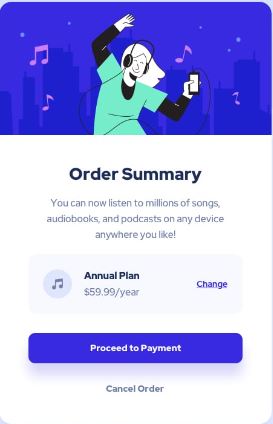 Order Summary
You can now listen to millions of songs,
audiobooks, and podcasts on any device
anywhere you like!
Annual Plan
$59.99/year
Change
Proceed to Payment
Cancel Order